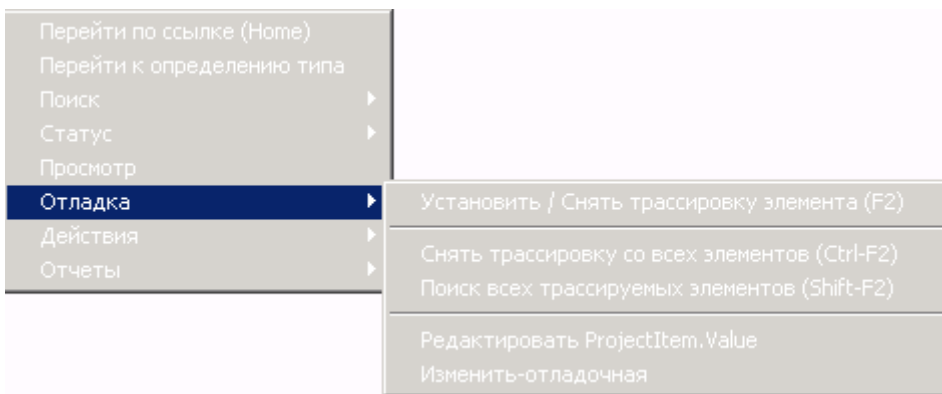 Перейти по ссылке (Home)
Перейти к определению типа
Поиск
Статус
Просмотр
Отладка
Действия
Отчеты
Установить / Снять трассировку элемента (F2)
Снять трассировку со всех элементов (Ctrl-F2)
Поиск всех трассируемых элементов (Shift-F2)
Редактировать ProjectItem.Value
Изменить-отладочная